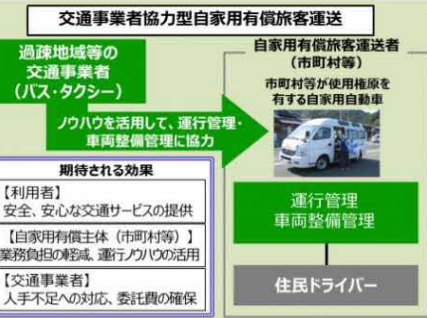 交通事業者協力型自家用有償旅客運送
過疎地域等の
交通事業者
(バス・タクシー)
ノウハウを活用して、運行管理・
車両整備管理に協力
期待される効果
【利用者】
安全、安心な交通サービスの提供
【自家用有償主体（市町村等）】
業務負担の軽減、運行ノウハウの活用
【交通事業者】
人手不足への対応、委託費の確保
自家用有償旅客運送者
(市町村等)
市町村等が使用権原を
有する自家用自動車
運行管理
車両整備管理
住民ドライバー